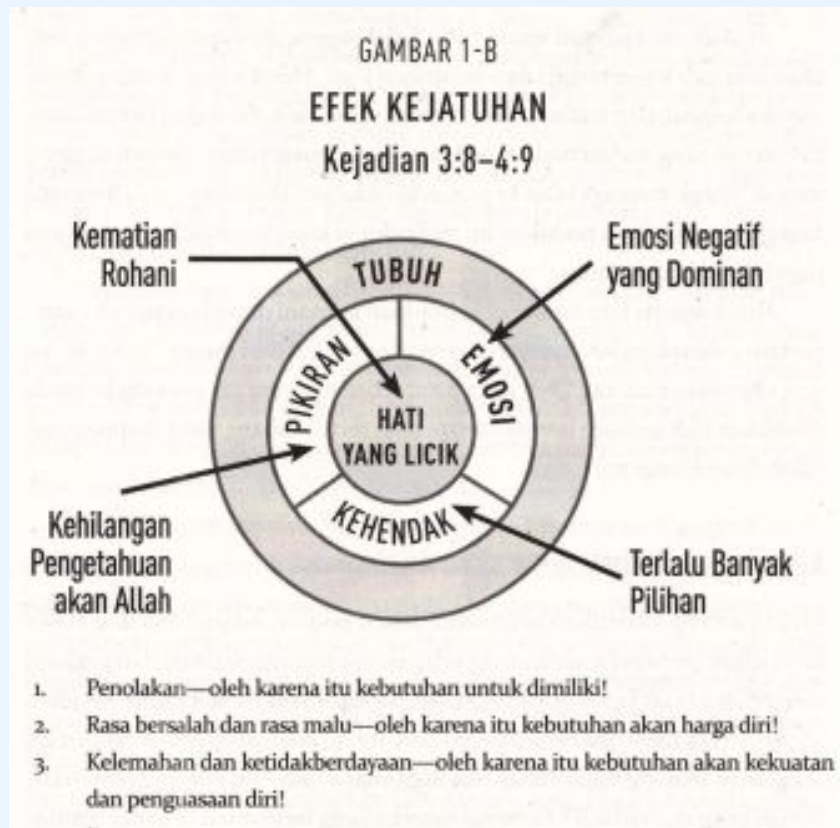 GAMBAR 1-B
EFEK KEJATUHAN
Kejadian 3:8–4:9
Kematian
Rohani
Emosi Negatif
yang Dominan
TUBUH
PIKIRAN
EMOSI
HATI
YANG LICIK
KEHENDAK
Kehilangan
Pengetahuan
akan Allah
Terlalu Banyak
Pilihan
1. Penolakan—oleh karena itu kebutuhan untuk dimiliki!
2. Rasa bersalah dan rasa malu—oleh karena itu kebutuhan akan harga diri!
3. Kelemahan dan ketidakberdayaan—oleh karena itu kebutuhan akan kekuatan
dan penguasaan diri!